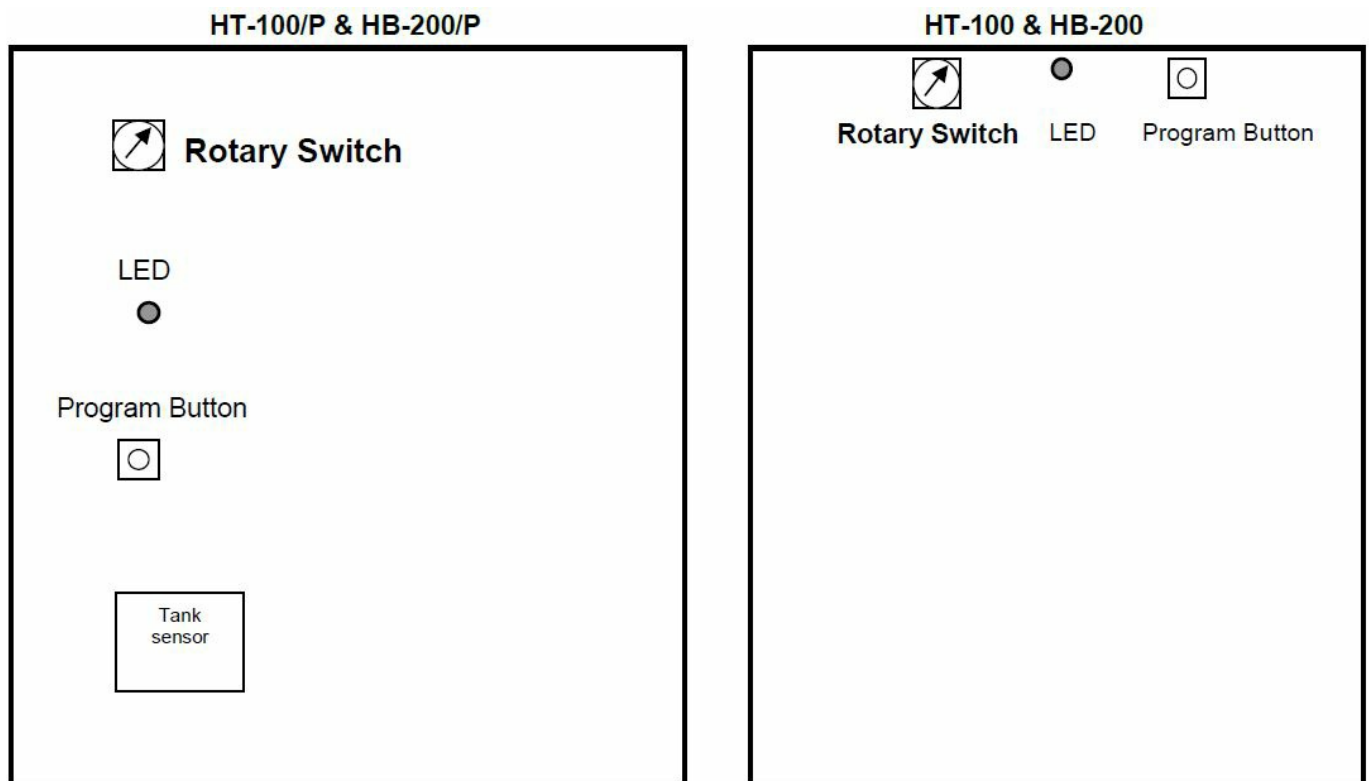 HT-100/P & HB-200/P
Rotary Switch
LED
Program Button
Tank
sensor
HT-100 & HB-200
Rotary Switch LED Program Button